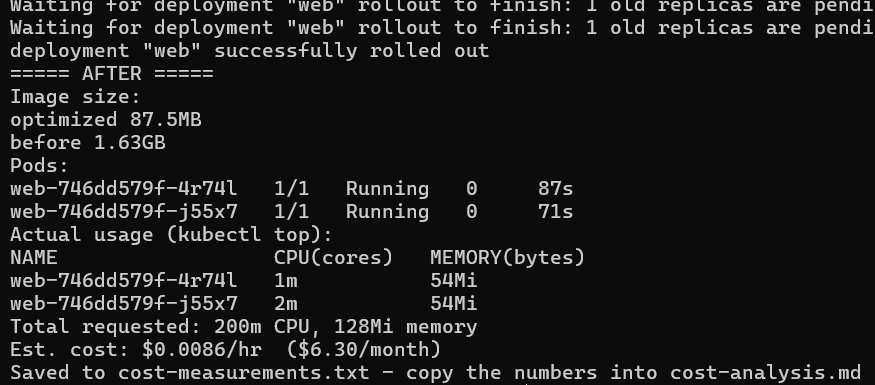 Waiting for deployment "web" rollout to finish: 1 old replicas are pendi
Waiting for deployment "web" rollout to finish: 1 old replicas are pendi
deployment "web" successfully rolled out
===== AFTER =====
Image size:
optimized 87.5MB
before 1.63GB
Pods:
web-746dd579f-4r74l   1/1   Running   0     87s
web-746dd579f-j55x7   1/1   Running   0     71s
Actual usage (kubectl top):
NAME                  CPU(cores)   MEMORY(bytes)
web-746dd579f-4r74l   1m           54Mi
web-746dd579f-j55x7   2m           54Mi
Total requested: 200m CPU, 128Mi memory
Est. cost: $0.0086/hr  ($6.30/month)
Saved to cost-measurements.txt - copy the numbers into cost-analysis.md